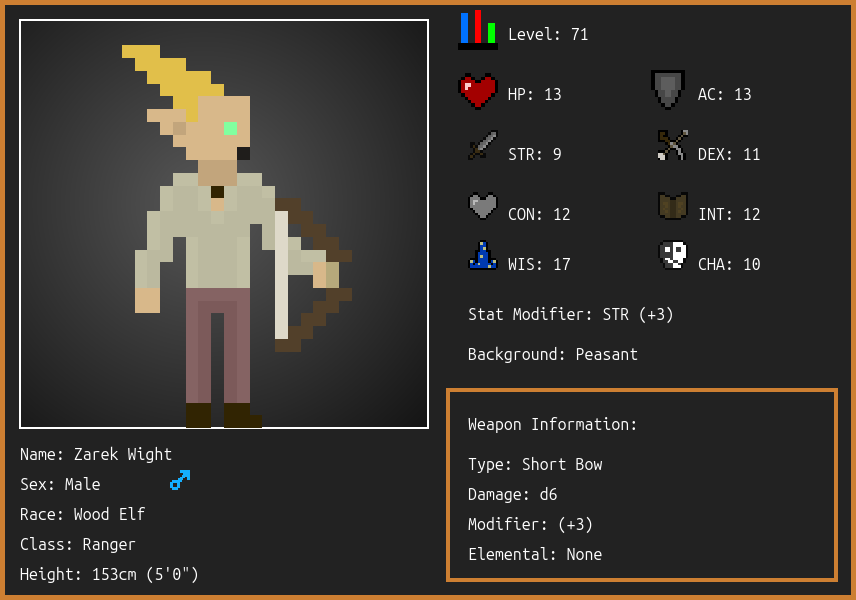 Level: 71
HP: 13
AC: 13
STR: 9
DEX: 11
CON: 12
INT: 12
WIS: 17
CHA: 10
Stat Modifier: STR (+3)
Background: Peasant
Weapon Information:
Type: Short Bow
Damage: d6
Modifier: (+3)
Elemental: None
Name: Zarek Wight
Sex: Male
Race: Wood Elf
Class: Ranger
Height: 153cm (5'0")